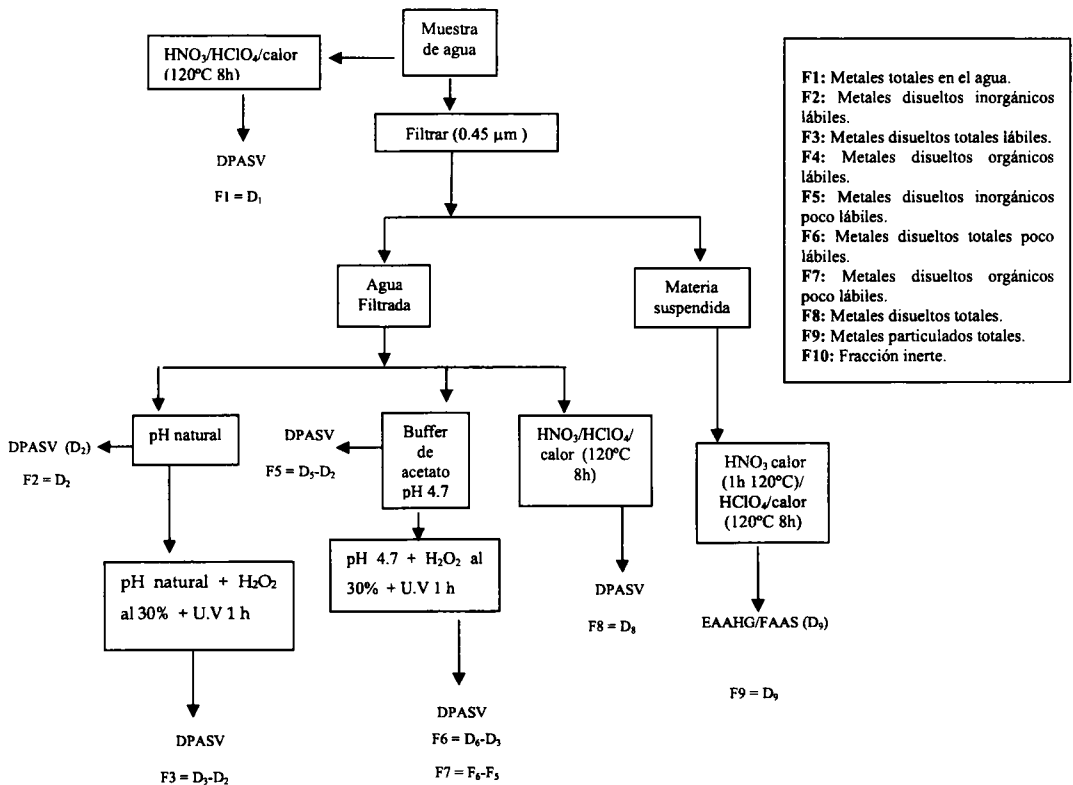 Muestra
de agua
HNO₃/HClO₄/calor
(120ºC 8h)
DPASV
F1 = D₁
Filtrar (0.45 µm )
F1: Metales totales en el agua.
F2: Metales disueltos inorgánicos
lábiles.
F3: Metales disueltos totales lábiles.
F4: Metales disueltos orgánicos
lábiles.
F5: Metales disueltos inorgánicos
poco lábiles.
F6: Metales disueltos totales poco
lábiles.
F7: Metales disueltos orgánicos
poco lábiles.
F8: Metales disueltos totales.
F9: Metales particulados totales.
F10: Fracción inerte.
Agua
Filtrada
Materia
suspendida
pH natural
DPASV (D₂)
F2 = D₂
pH natural + H₂O₂
al 30% + U.V 1 h
DPASV
F3 = D₃-D₂
Buffer
de
acetato
pH 4.7
DPASV
F5 = D₅-D₂
pH 4.7 + H₂O₂ al
30% + U.V 1 h
DPASV
F6 = D₆-D₃
F7 = F₆-F₅
HNO₃/HClO₄/
calor (120ºC
8h)
DPASV
F8 = D₈
HNO₃ calor
(1h 120ºC)/
HClO₄/calor
(120ºC 8h)
EAAHG/FAAS (D₉)
F9 = D₉